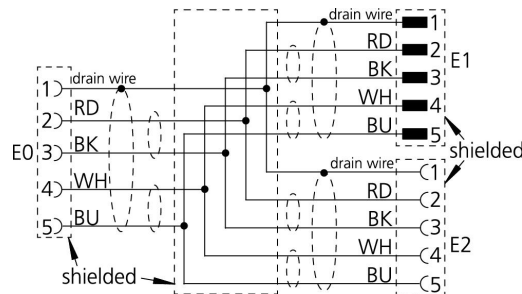 drain wire 1
RD 2
BK 3
WH 4
BU 5
E1
shielded
1 drain wire
2 RD
3 BK
4 WH
5 BU
E0
shielded
drain wire 1
RD 2
BK 3
WH 4
BU 5
E2